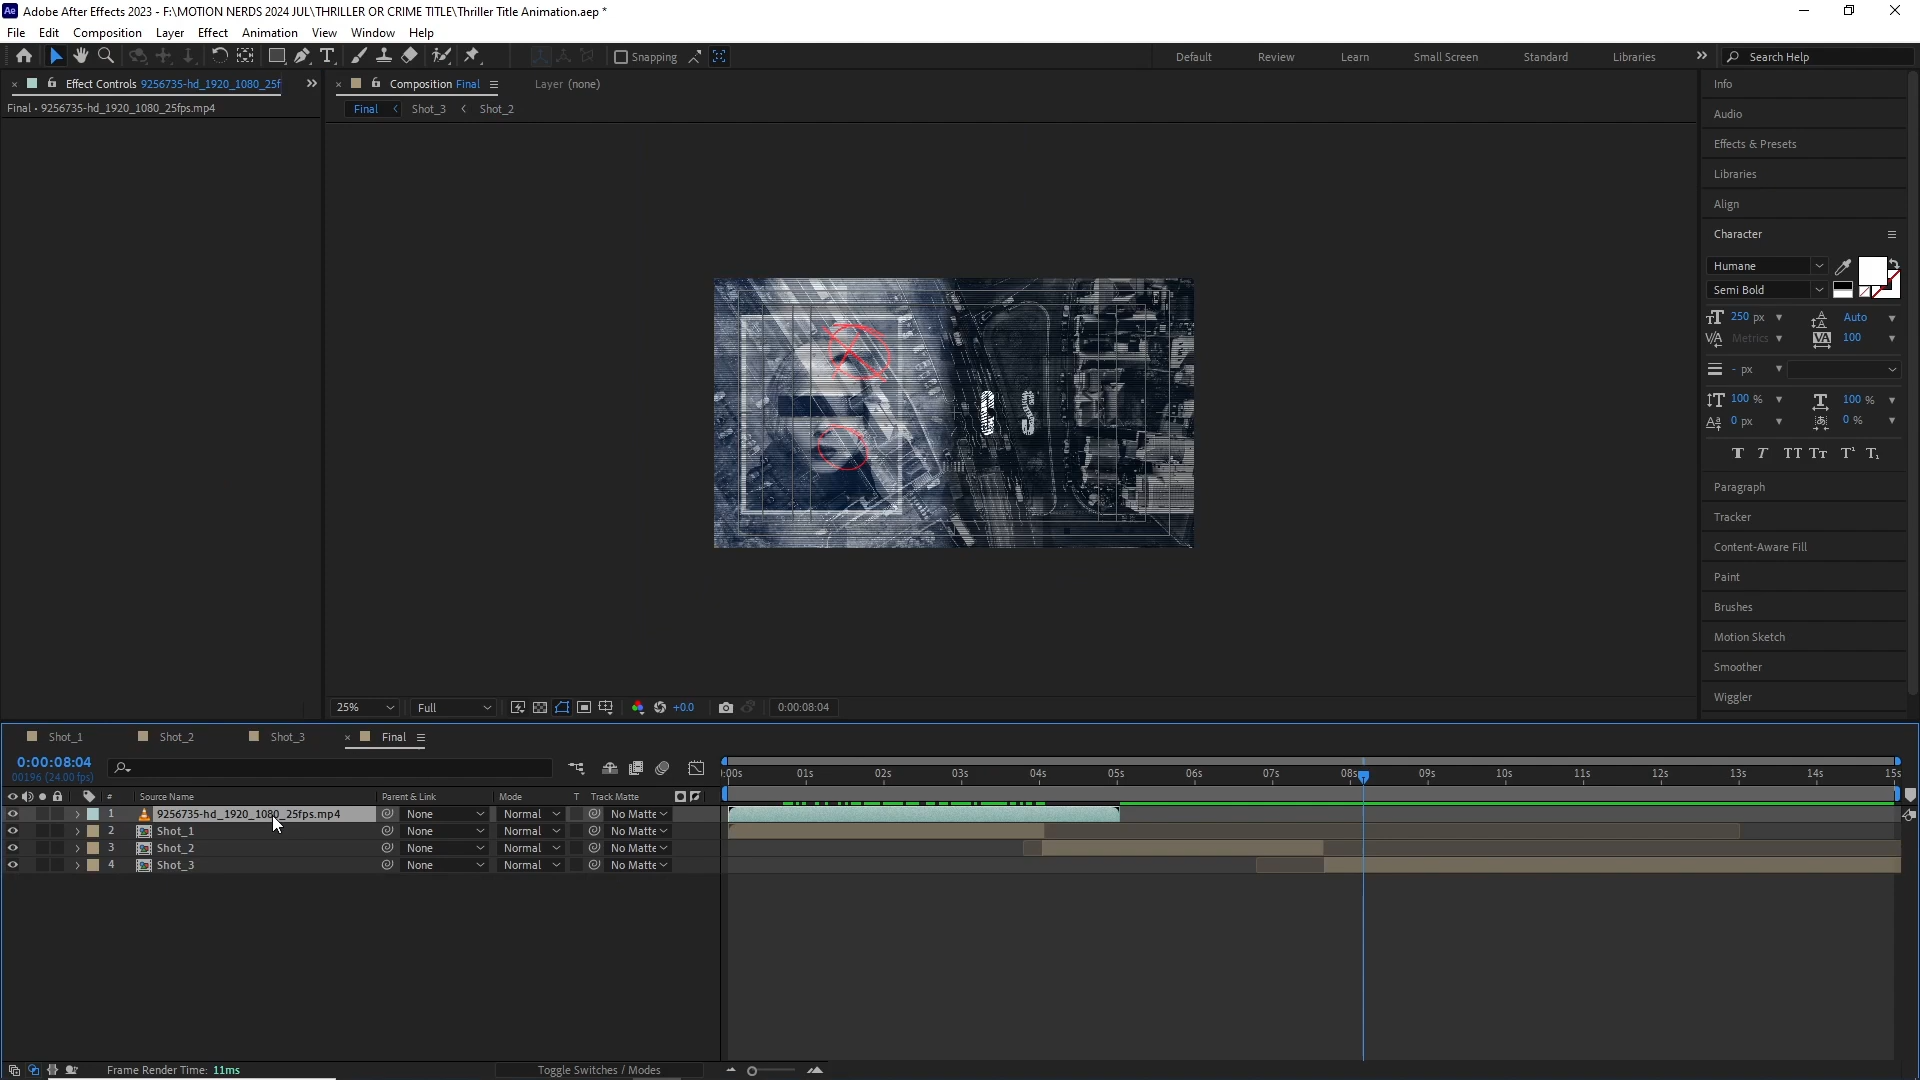 Adobe After Effects 2023 - F:\MOTION NERDS 2024 JUL\THRILLER OR CRIME TITLE\Thriller Title Animation.aep *
File Edit Composition Layer Effect Animation View Window Help
Snapping
Default Review Learn Small Screen Standard Libraries Search Help
Effect Controls 9256735-hd_1920_1080_25f
Final • 9256735-hd_1920_1080_25fps.mp4
Composition Final
Layer (none)
Final Shot_3 Shot_2
Info
Audio
Effects & Presets
Libraries
Align
Character
Humane
Semi Bold
250 px Auto
Metrics 100
- px
100 % 100 %
0 px 0 %
T T TT Tr T¹ T₁
Paragraph
Tracker
Content-Aware Fill
Paint
Brushes
Motion Sketch
Smoother
Wiggler
25% Full +0.0 0:00:08:04
Shot_1 Shot_2 Shot_3 Final
0:00:08:04
00196 (24.00 fps)
:00s 01s 02s 03s 04s 05s 06s 07s 08s 09s 10s 11s 12s 13s 14s 15s
# Source Name Parent & Link Mode T Track Matte
1 9256735-hd_1920_1080_25fps.mp4 None Normal No Matte
2 Shot_1 None Normal No Matte
3 Shot_2 None Normal No Matte
4 Shot_3 None Normal No Matte
Frame Render Time: 11ms Toggle Switches / Modes